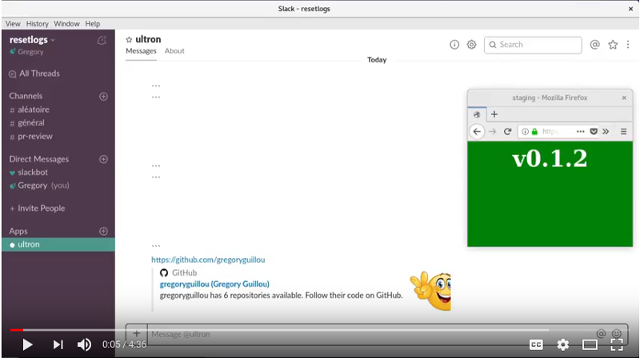 Slack - resetlogs
View History Window Help
resetlogs
Gregory
All Threads
Channels
# aléatoire
# général
# pr-review
Direct Messages
slackbot
Gregory (you)
+ Invite People
Apps
ultron
ultron
Messages About
Search
Today
...
...
...
...
...
https://github.com/gregoryguillou
GitHub
gregoryguillou (Gregory Guillou)
gregoryguillou has 6 repositories available. Follow their code on GitHub.
Message @ultron
staging - Mozilla Firefox
v0.1.2
0:05 / 4:36
CC